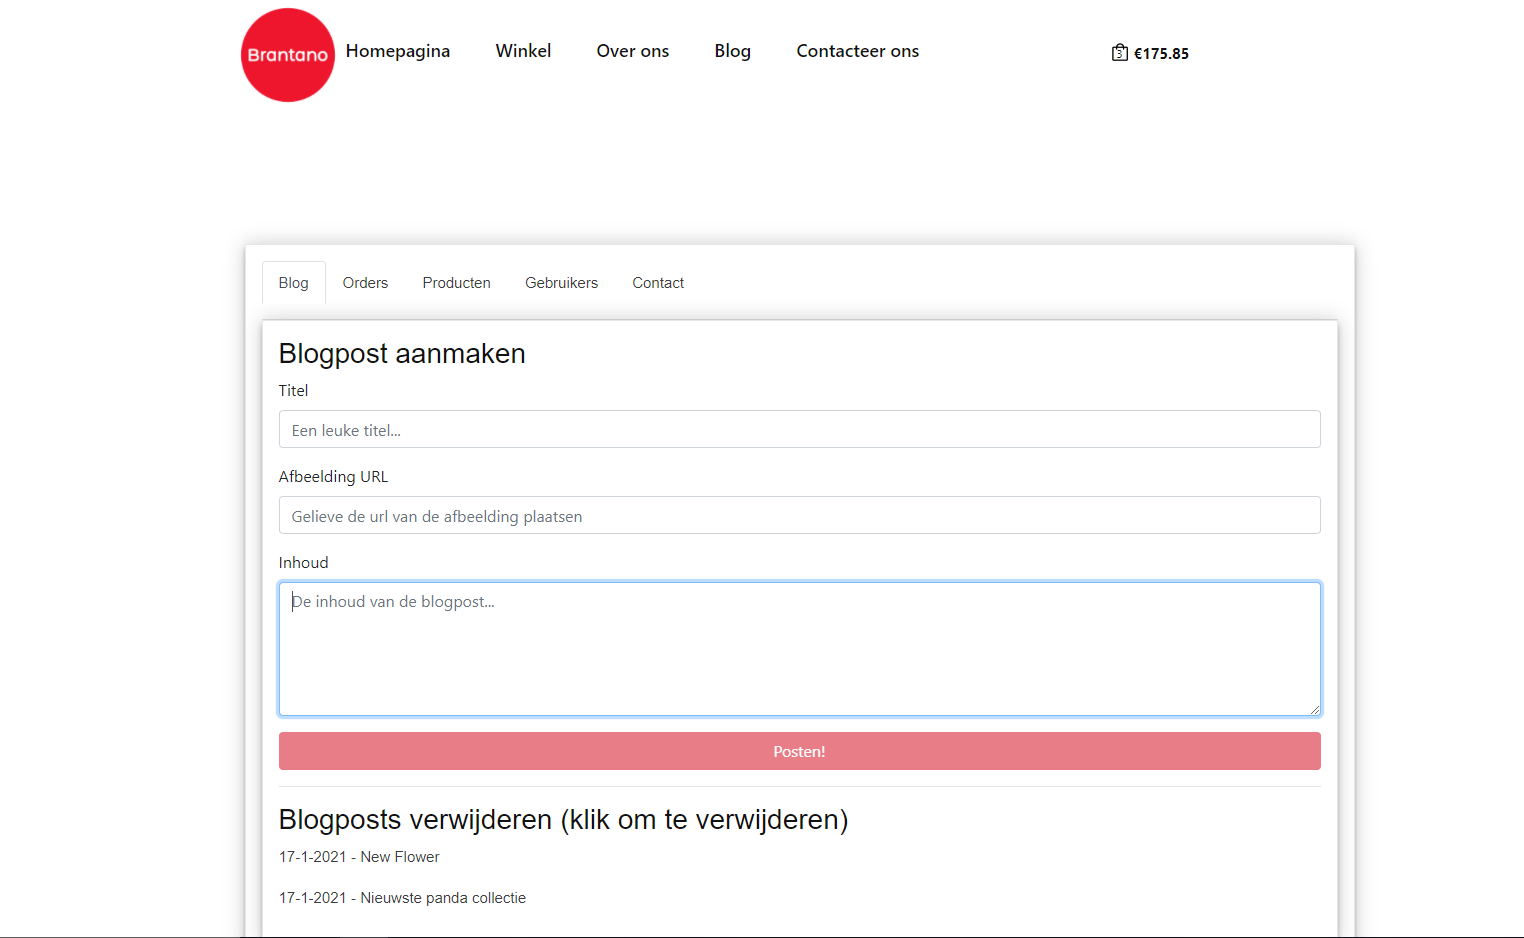 Brantano Homepagina Winkel Over ons Blog Contacteer ons 3 €175.85
Blog Orders Producten Gebruikers Contact
Blogpost aanmaken
Titel
Een leuke titel...
Afbeelding URL
Gelieve de url van de afbeelding plaatsen
Inhoud
De inhoud van de blogpost...
Posten!
Blogposts verwijderen (klik om te verwijderen)
17-1-2021 - New Flower
17-1-2021 - Nieuwste panda collectie